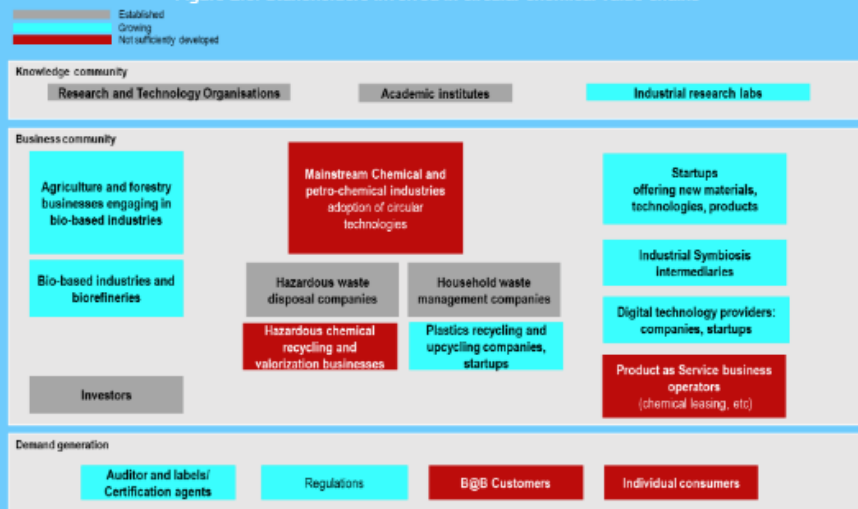 Established
Growing
Not sufficiently developed
Knowledge community
Research and Technology Organisations
Academic institutes
Industrial research labs
Business community
Agriculture and forestry
businesses engaging in
bio-based industries
Mainstream Chemical and
petro-chemical industries
adoption of circular
technologies
Startups
offering new materials,
technologies, products
Bio-based industries and
biorefineries
Hazardous waste
disposal companies
Household waste
management companies
Industrial Symbiosis
Intermediaries
Hazardous chemical
recycling and
valorization businesses
Plastics recycling and
upcycling companies,
startups
Digital technology providers:
companies, startups
Investors
Product as Service business
operators
(chemical leasing, etc)
Demand generation
Auditor and labels/
Certification agents
Regulations
B@B Customers
Individual consumers